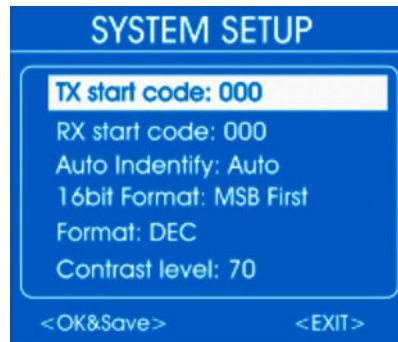 SYSTEM SETUP
TX start code: 000
RX start code: 000
Auto Indentify: Auto
16bit Format: MSB First
Format: DEC
Contrast level: 70
<OK&Save> <EXIT>